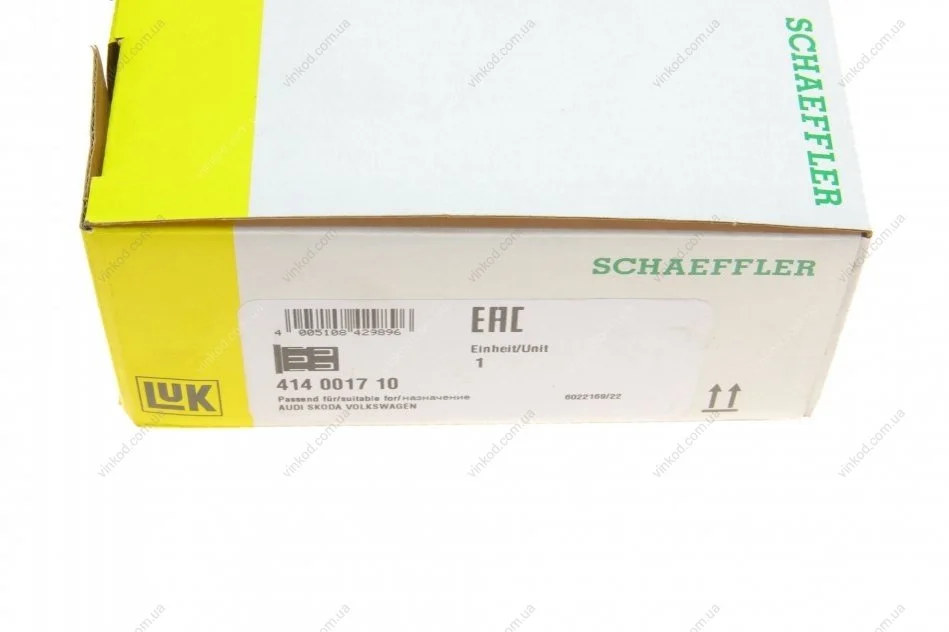 SCHAEFFLER
SCHAEFFLER
EAC
4 005108 429896
Einheit/Unit
1
414 0017 10
Passend für/suitable for/назначение
AUDI SKODA VOLKSWAGEN
6022169/22
LUK
vinkod.com.ua